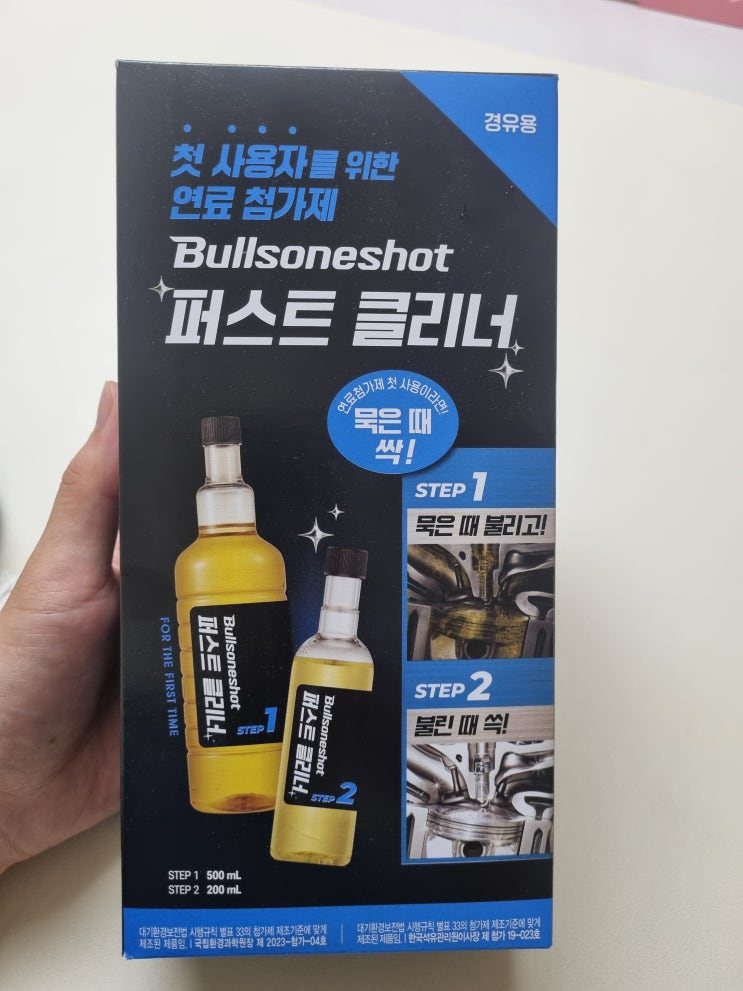 경유용
첫 사용자를 위한
연료 첨가제
Bullsoneshot
퍼스트 클리너
연료첨가제 첫 사용이라면!
묵은 때
싹!
STEP 1
묵은 때 불리고!
STEP 2
불린 때 쓱!
FOR THE FIRST TIME
Bullsoneshot
퍼스트 클리너
STEP 1
Bullsoneshot
퍼스트 클리너
STEP 2
STEP 1 500 mL
STEP 2 200 mL
대기환경보전법 시행규칙 별표 33의 첨가제 제조기준에 맞게
제조된 제품임. | 국립환경과학원장 제 2023-첨가-04호
대기환경보전법 시행규칙 별표 33의 첨가제 제조기준에 맞게
제조된 제품임. | 한국석유관리원이사장 제 첨가 19-023호